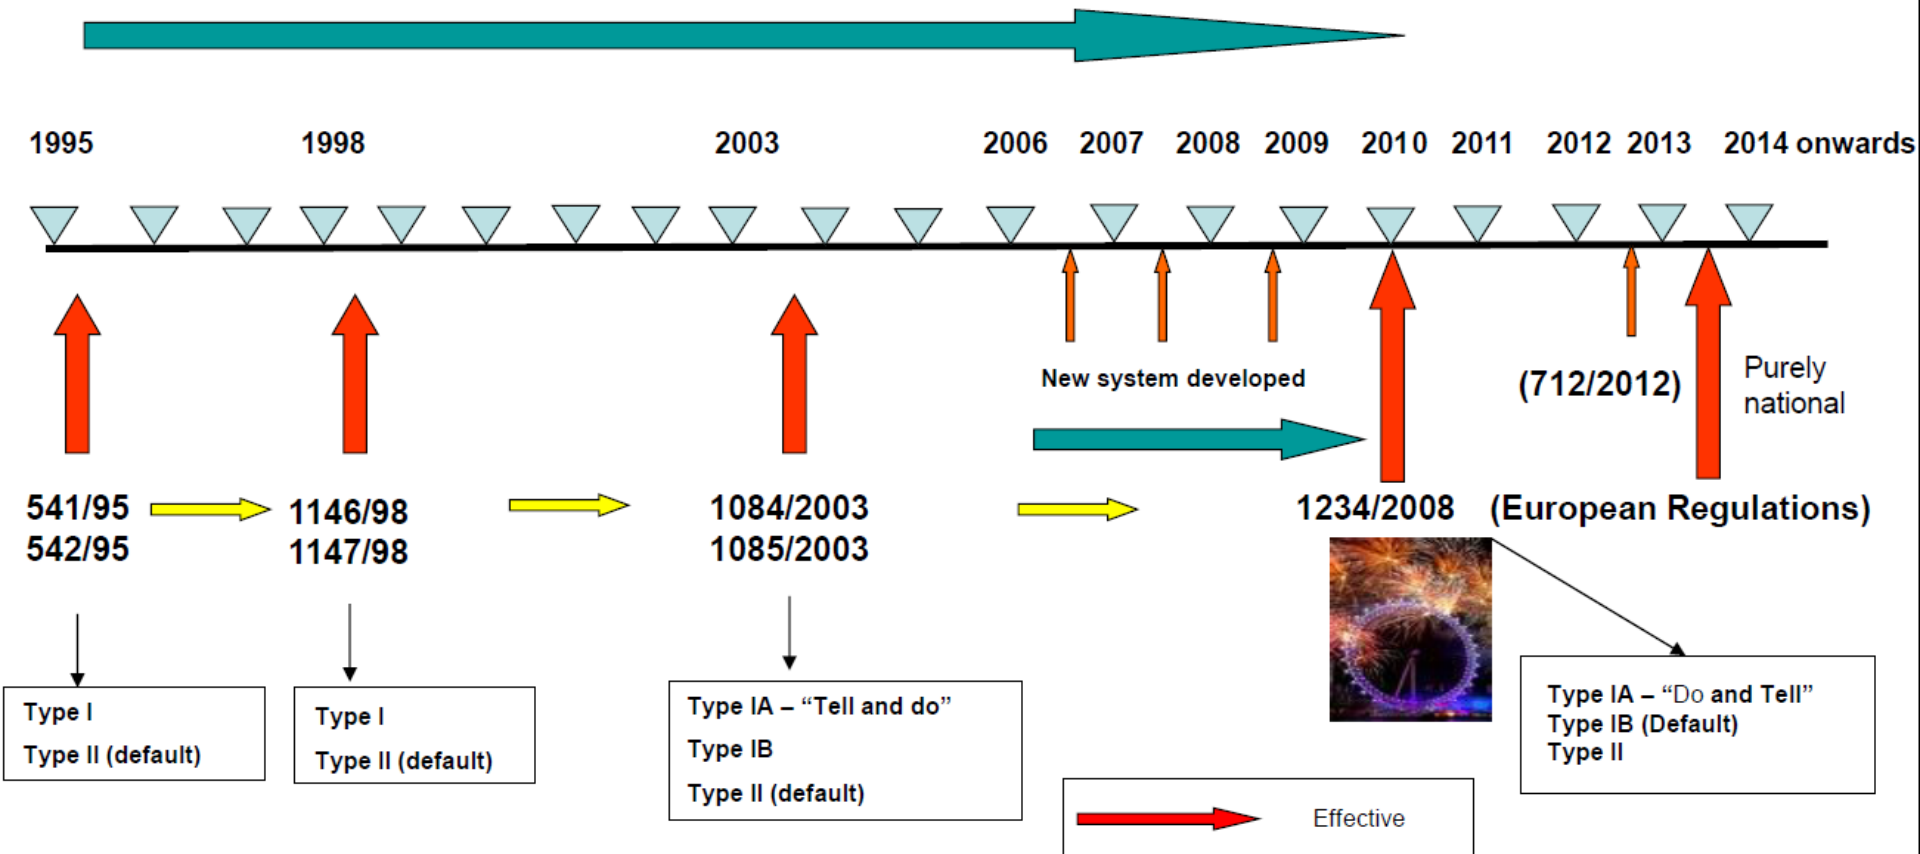 1995
1998
2003
2006
2007
2008
2009
2010
2011
2012
2013
2014 onwards
New system developed
(712/2012)
Purely
national
541/95
542/95
1146/98
1147/98
1084/2003
1085/2003
1234/2008
(European Regulations)
Type I
Type II (default)
Type I
Type II (default)
Type IA – “Tell and do”
Type IB
Type II (default)
Type IA – “Do and Tell”
Type IB (Default)
Type II
Effective